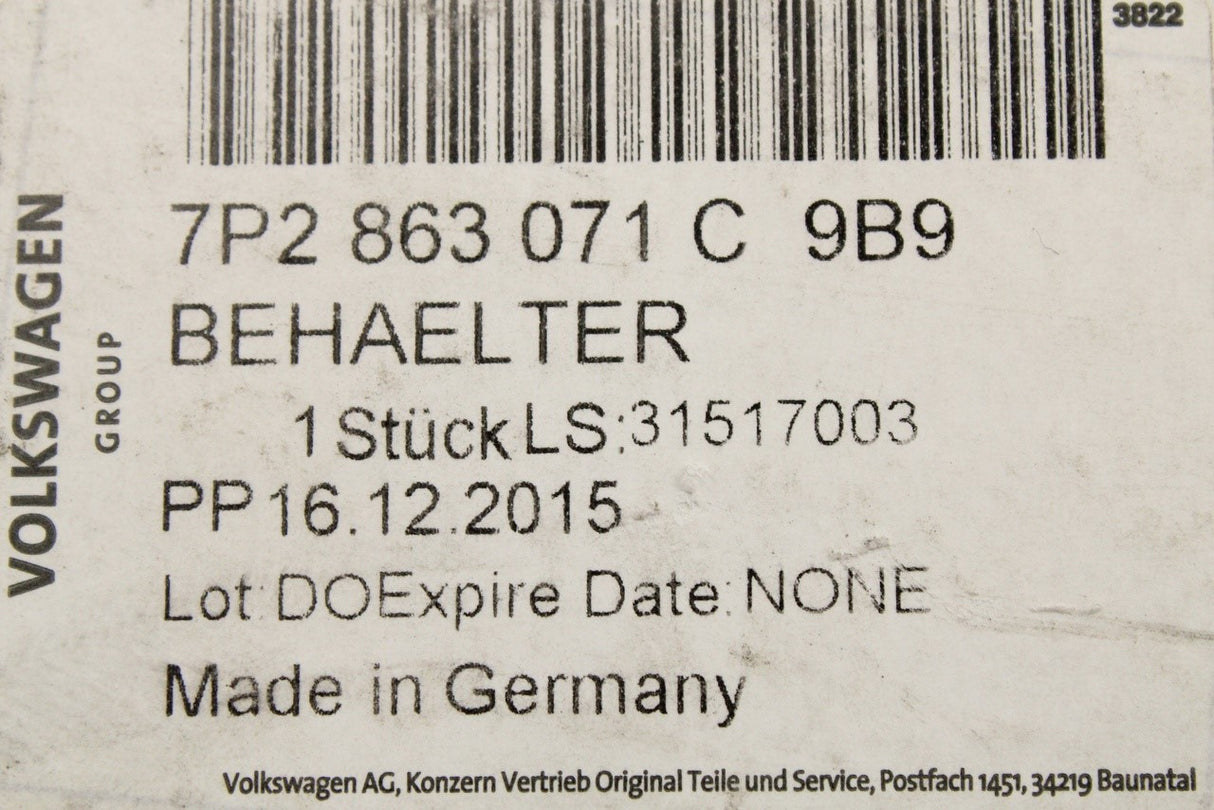 3822
7P2 863 071 C 9B9
BEHAELTER
1 Stück LS:31517003
PP 16.12.2015
Lot:DOExpire Date:NONE
Made in Germany
Volkswagen AG, Konzern Vertrieb Original Teile und Service, Postfach 1451, 34219 Baunatal
VOLKSWAGEN
GROUP